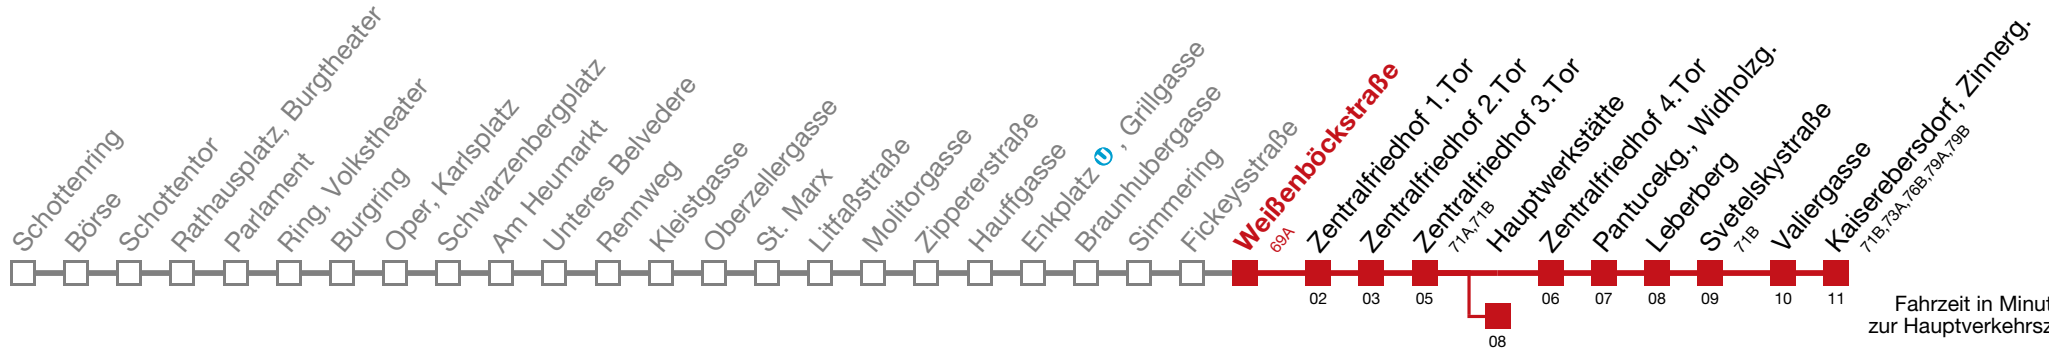 Schottenring
Börse
Schottentor
Rathausplatz, Burgtheater
Parlament
Ring, Volkstheater
Burgring
Oper, Karlsplatz
Schwarzenbergplatz
Am Heumarkt
Unteres Belvedere
Rennweg
Kleistgasse
Oberzellergasse
St. Marx
Litfaßstraße
Molitorgasse
Zippererstraße
Hauffgasse
Enkplatz U , Grillgasse
Braunhubergasse
Simmering
Fickeysstraße
Weißenböckstraße
69A
Zentralfriedhof 1.Tor
Zentralfriedhof 2.Tor
Zentralfriedhof 3.Tor
71A,71B
Hauptwerkstätte
Zentralfriedhof 4.Tor
Pantucekg., Widholzg.
Leberberg
Svetelskystraße
71B
Valiergasse
Kaiserebersdorf, Zinnerg.
71B,73A,76B,79A,79B
02
03
05
06
07
08
09
10
11
08
Fahrzeit in Minut
zur Hauptverkehrsz